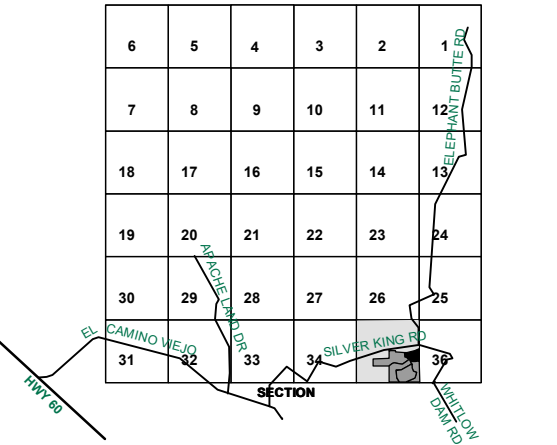 6 5 4 3 2 1
ELEPHANT BUTTE RD
7 8 9 10 11 12
18 17 16 15 14 13
19 20 21 22 23 24
APACHE LAND DR
30 29 28 27 26 25
EL CAMINO VIEJO
SILVER KING RD
31 32 33 34 36
SECTION
HWY 60
WHITLOW
DAM RD